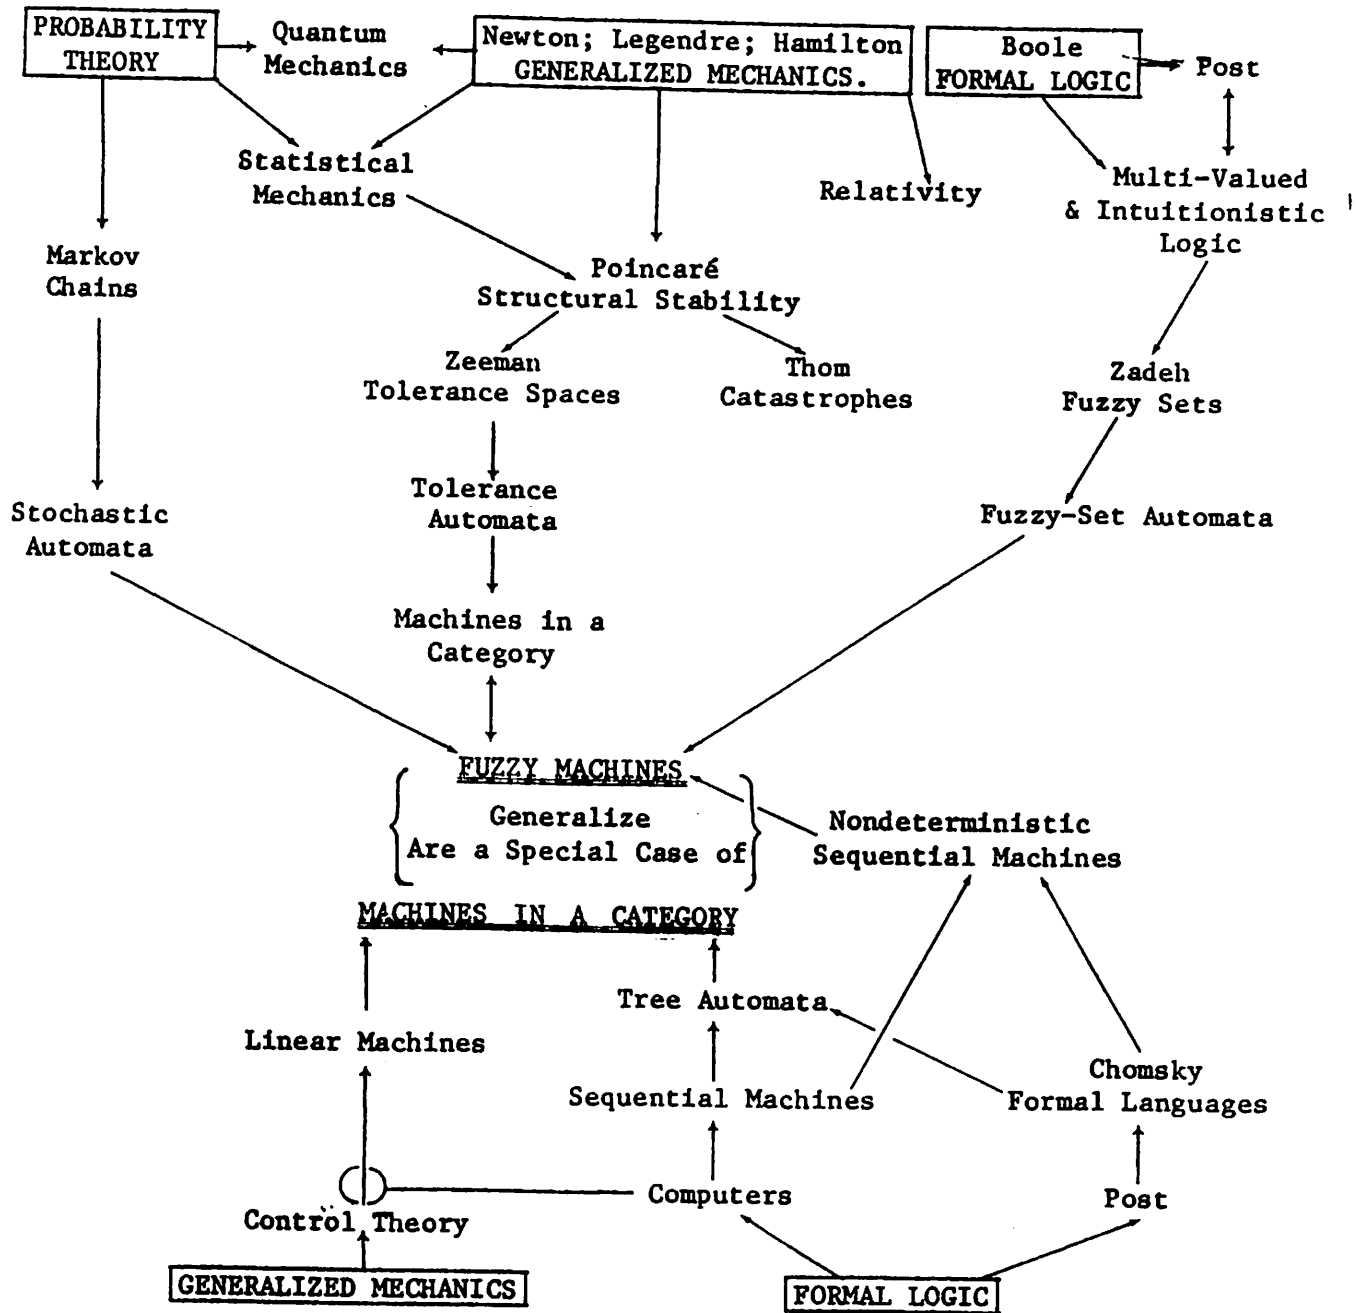 PROBABILITY
THEORY
Quantum
Mechanics
Newton; Legendre; Hamilton
GENERALIZED MECHANICS.
Boole
FORMAL LOGIC
Post
Statistical
Mechanics
Relativity
Multi-Valued
& Intuitionistic
Logic
Markov
Chains
Poincaré
Structural Stability
Zeeman
Tolerance Spaces
Thom
Catastrophes
Zadeh
Fuzzy Sets
Stochastic
Automata
Tolerance
Automata
Fuzzy-Set Automata
Machines in a
Category
FUZZY MACHINES
Generalize
Are a Special Case of
MACHINES IN A CATEGORY
Nondeterministic
Sequential Machines
Tree Automata
Linear Machines
Sequential Machines
Chomsky
Formal Languages
Computers
Post
Control Theory
GENERALIZED MECHANICS
FORMAL LOGIC